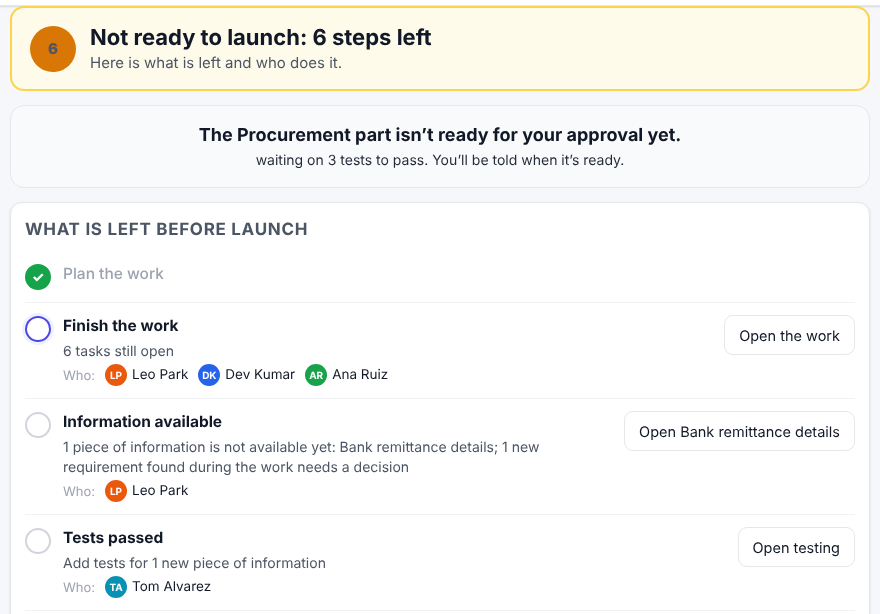 6
Not ready to launch: 6 steps left
Here is what is left and who does it.
The Procurement part isn’t ready for your approval yet.
waiting on 3 tests to pass. You’ll be told when it’s ready.
WHAT IS LEFT BEFORE LAUNCH
Plan the work
Finish the work
Open the work
6 tasks still open
Who: LP Leo Park DK Dev Kumar AR Ana Ruiz
Information available
Open Bank remittance details
1 piece of information is not available yet: Bank remittance details; 1 new
requirement found during the work needs a decision
Who: LP Leo Park
Tests passed
Open testing
Add tests for 1 new piece of information
Who: TA Tom Alvarez